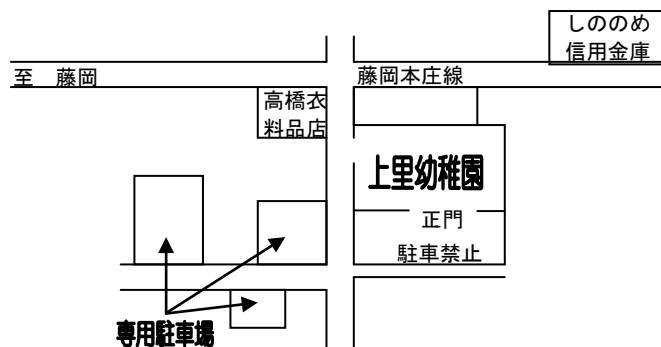 しののめ
信用金庫
至　藤岡
藤岡本庄線
高橋衣
料品店
上里幼稚園
正門
駐車禁止
専用駐車場